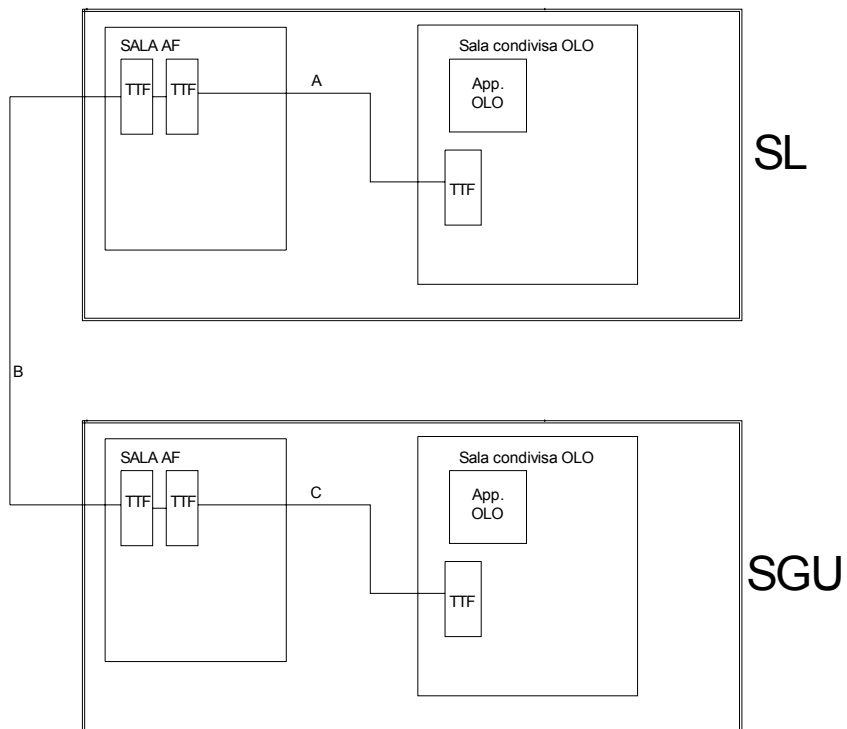 SALA AF
Sala condivisa OLO
TTF
TTF
A
App.
OLO
TTF
SL
B
SALA AF
Sala condivisa OLO
TTF
TTF
C
App.
OLO
TTF
SGU